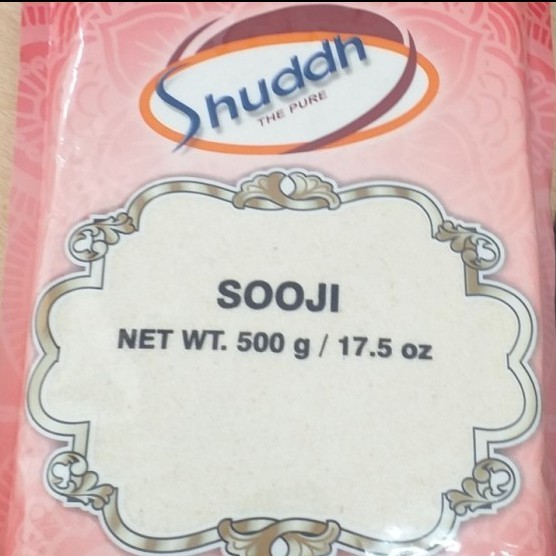 Shuddh
THE PURE
SOOJI
NET WT. 500 g / 17.5 oz